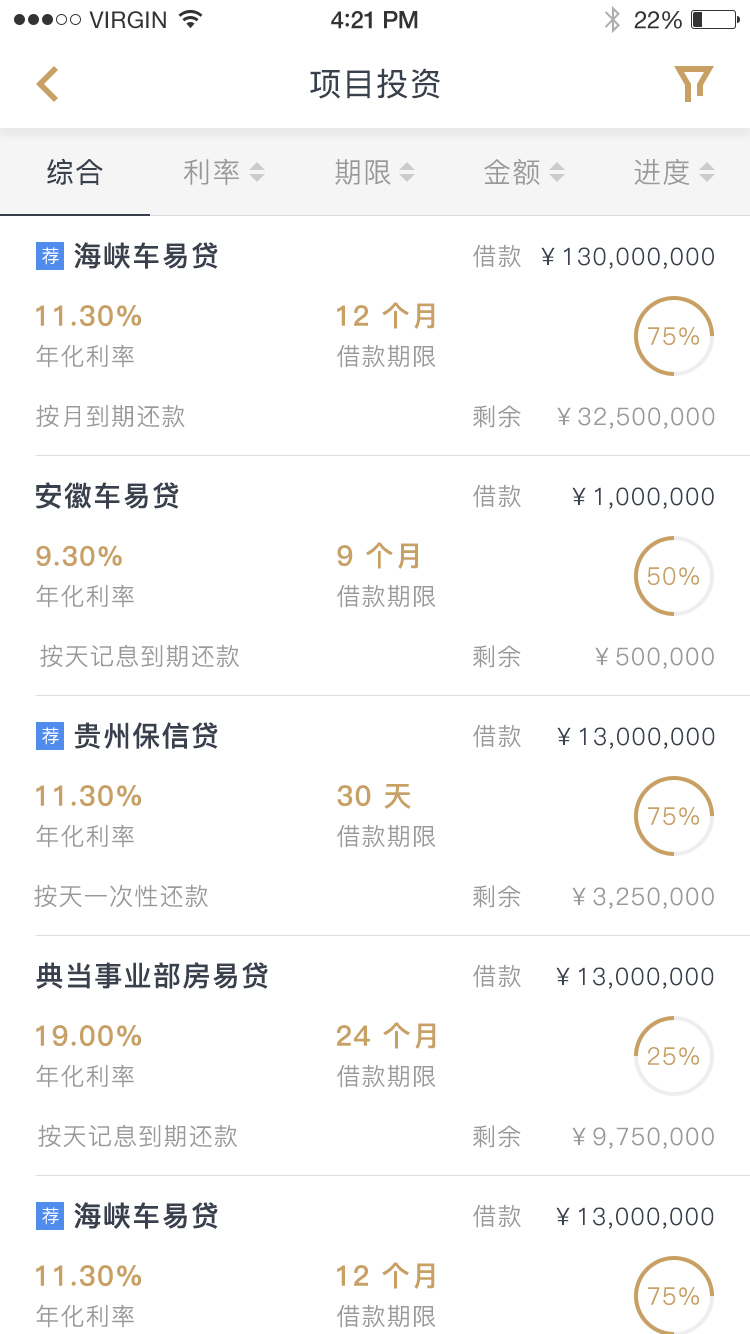 VIRGIN 4:21 PM 22%
项目投资
综合 利率 期限 金额 进度
荐 海峡车易贷 借款 ¥130,000,000
11.30% 12 个月 75%
年化利率 借款期限
按月到期还款 剩余 ¥32,500,000
安徽车易贷 借款 ¥1,000,000
9.30% 9 个月 50%
年化利率 借款期限
按天记息到期还款 剩余 ¥500,000
荐 贵州保信贷 借款 ¥13,000,000
11.30% 30 天 75%
年化利率 借款期限
按天一次性还款 剩余 ¥3,250,000
典当事业部房易贷 借款 ¥13,000,000
19.00% 24 个月 25%
年化利率 借款期限
按天记息到期还款 剩余 ¥9,750,000
荐 海峡车易贷 借款 ¥13,000,000
11.30% 12 个月 75%
年化利率 借款期限